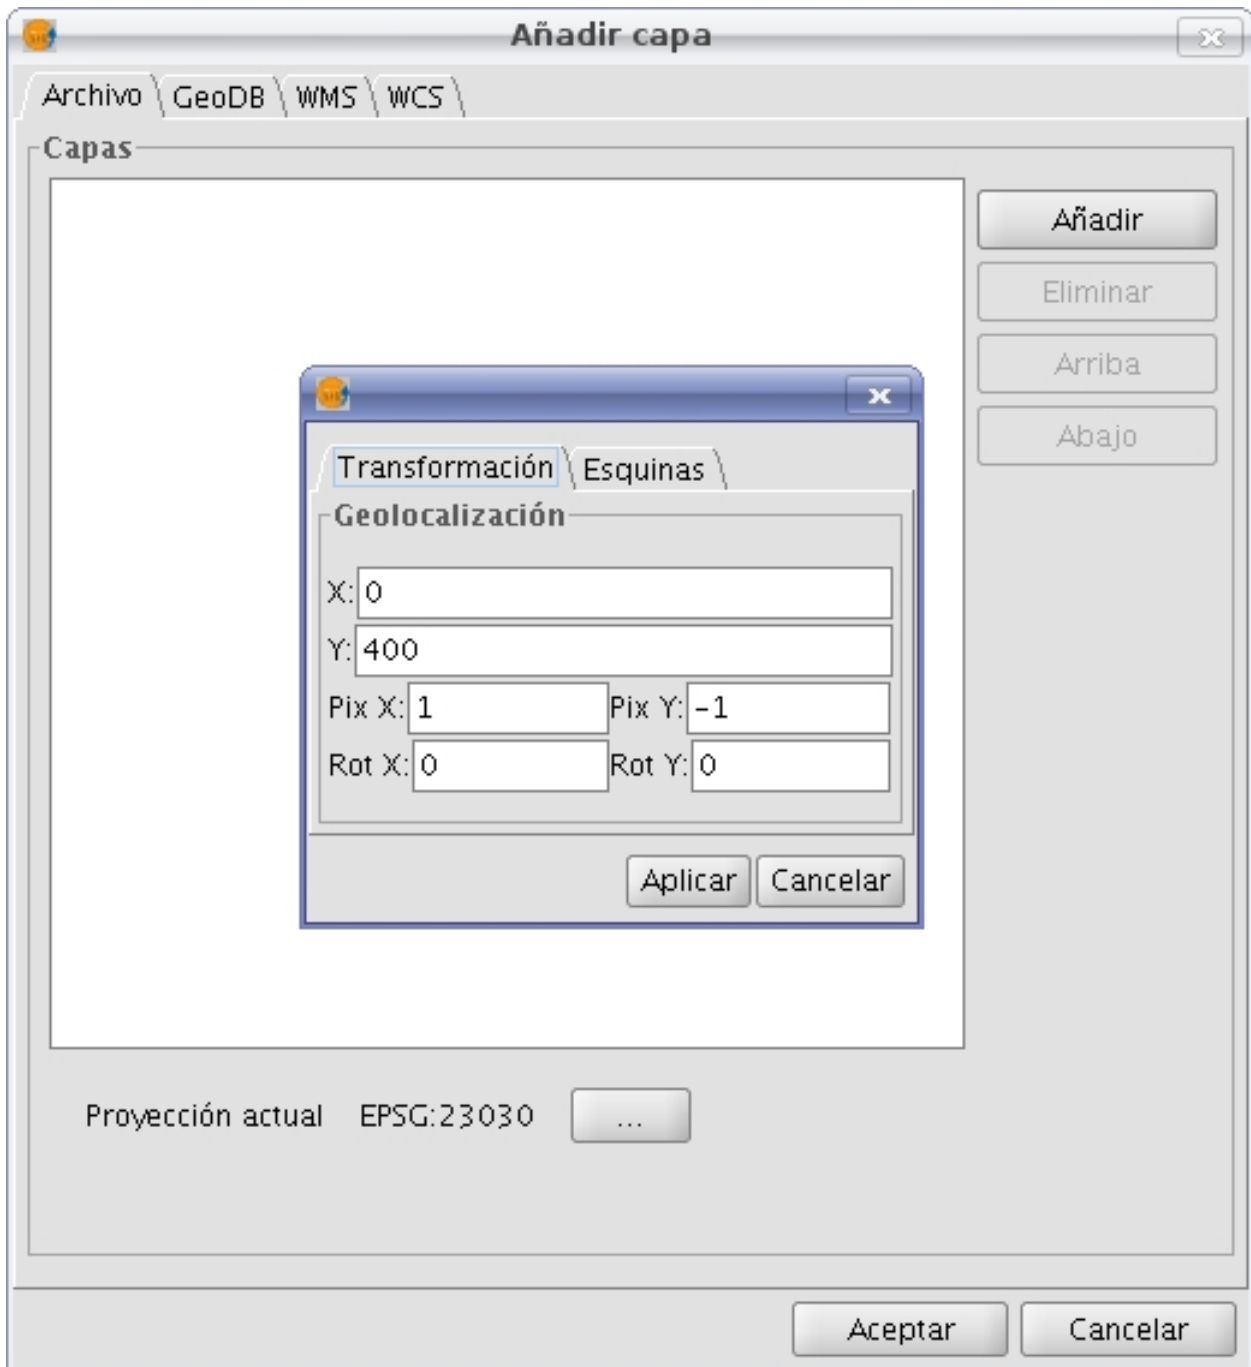 Añadir capa
Archivo GeoDB WMS WCS
Capas
Añadir
Eliminar
Arriba
Abajo
Transformación Esquinas
Geolocalización
X: 0
Y: 400
Pix X: 1 Pix Y: -1
Rot X: 0 Rot Y: 0
Aplicar Cancelar
Proyección actual EPSG:23030 ...
Aceptar Cancelar